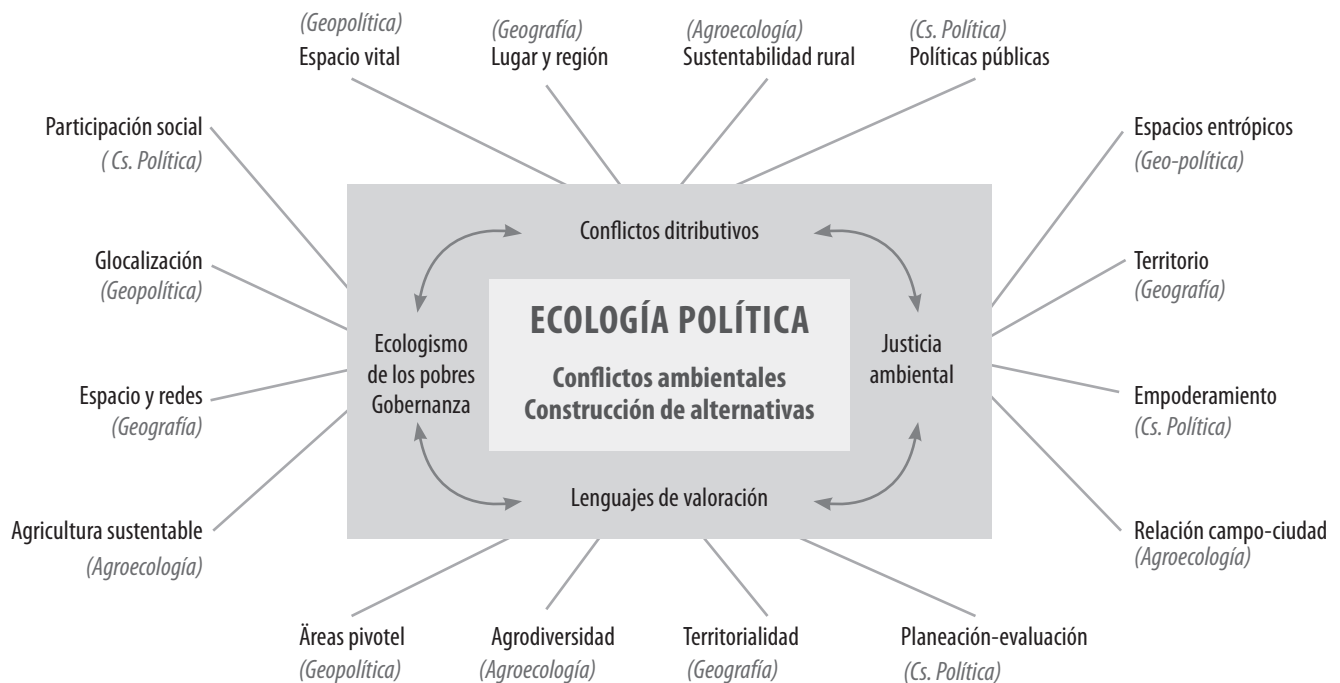 (Geopolítica)
Espacio vital
(Geografía)
Lugar y región
(Agroecología)
Sustentabilidad rural
(Cs. Política)
Políticas públicas
Participación social
( Cs. Política)
Glocalización
(Geopolítica)
Espacio y redes
(Geografía)
Agricultura sustentable
(Agroecología)
Conflictos ditributivos
Ecologismo
de los pobres
Gobernanza
ECOLOGÍA POLÍTICA
Conflictos ambientales
Construcción de alternativas
Justicia
ambiental
Lenguajes de valoración
Espacios entrópicos
(Geo-política)
Territorio
(Geografía)
Empoderamiento
(Cs. Política)
Relación campo-ciudad
(Agroecología)
Äreas pivotel
(Geopolítica)
Agrodiversidad
(Agroecología)
Territorialidad
(Geografía)
Planeación-evaluación
(Cs. Política)